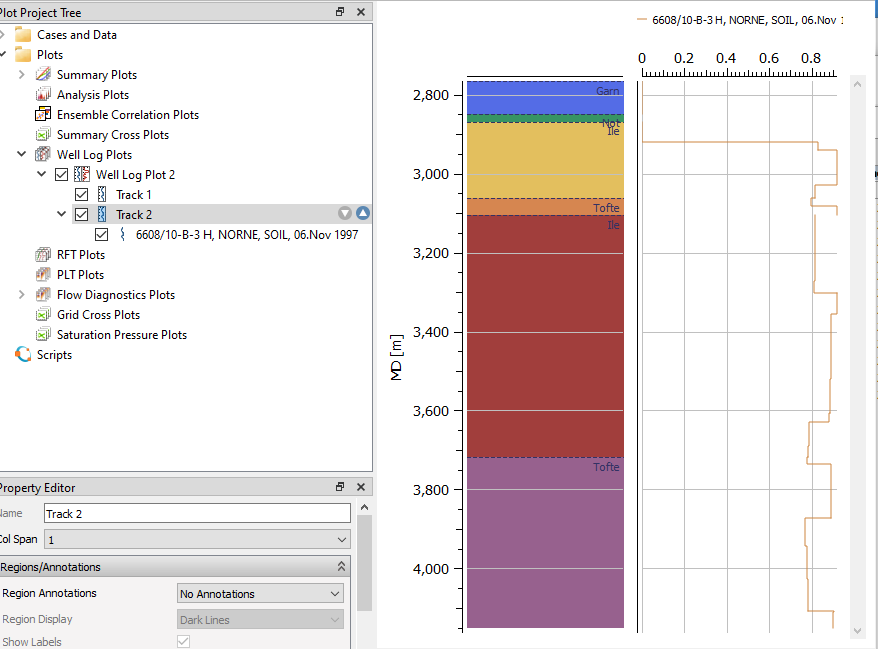 Plot Project Tree
Cases and Data
Plots
Summary Plots
Analysis Plots
Ensemble Correlation Plots
Summary Cross Plots
Well Log Plots
Well Log Plot 2
Track 1
Track 2
6608/10-B-3 H, NORNE, SOIL, 06.Nov 1997
RFT Plots
PLT Plots
Flow Diagnostics Plots
Grid Cross Plots
Saturation Pressure Plots
Scripts
Property Editor
Name Track 2
Col Span 1
Regions/Annotations
Region Annotations No Annotations
Region Display Dark Lines
Show Labels
6608/10-B-3 H, NORNE, SOIL, 06.Nov 1
0 0.2 0.4 0.6 0.8
MD [m]
2,800
3,000
3,200
3,400
3,600
3,800
4,000
Garn
Not
Ile
Tofte
Ile
Tofte